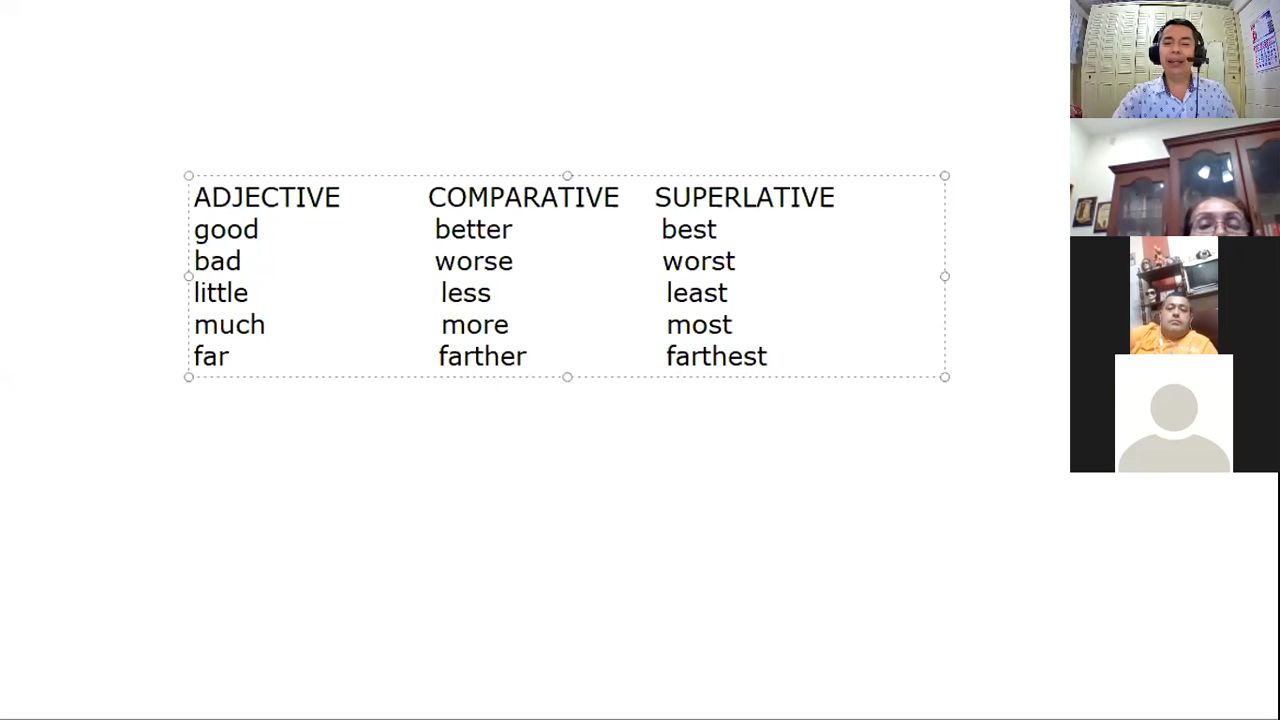 ADJECTIVE COMPARATIVE SUPERLATIVE
good better best
bad worse worst
little less least
much more most
far farther farthest